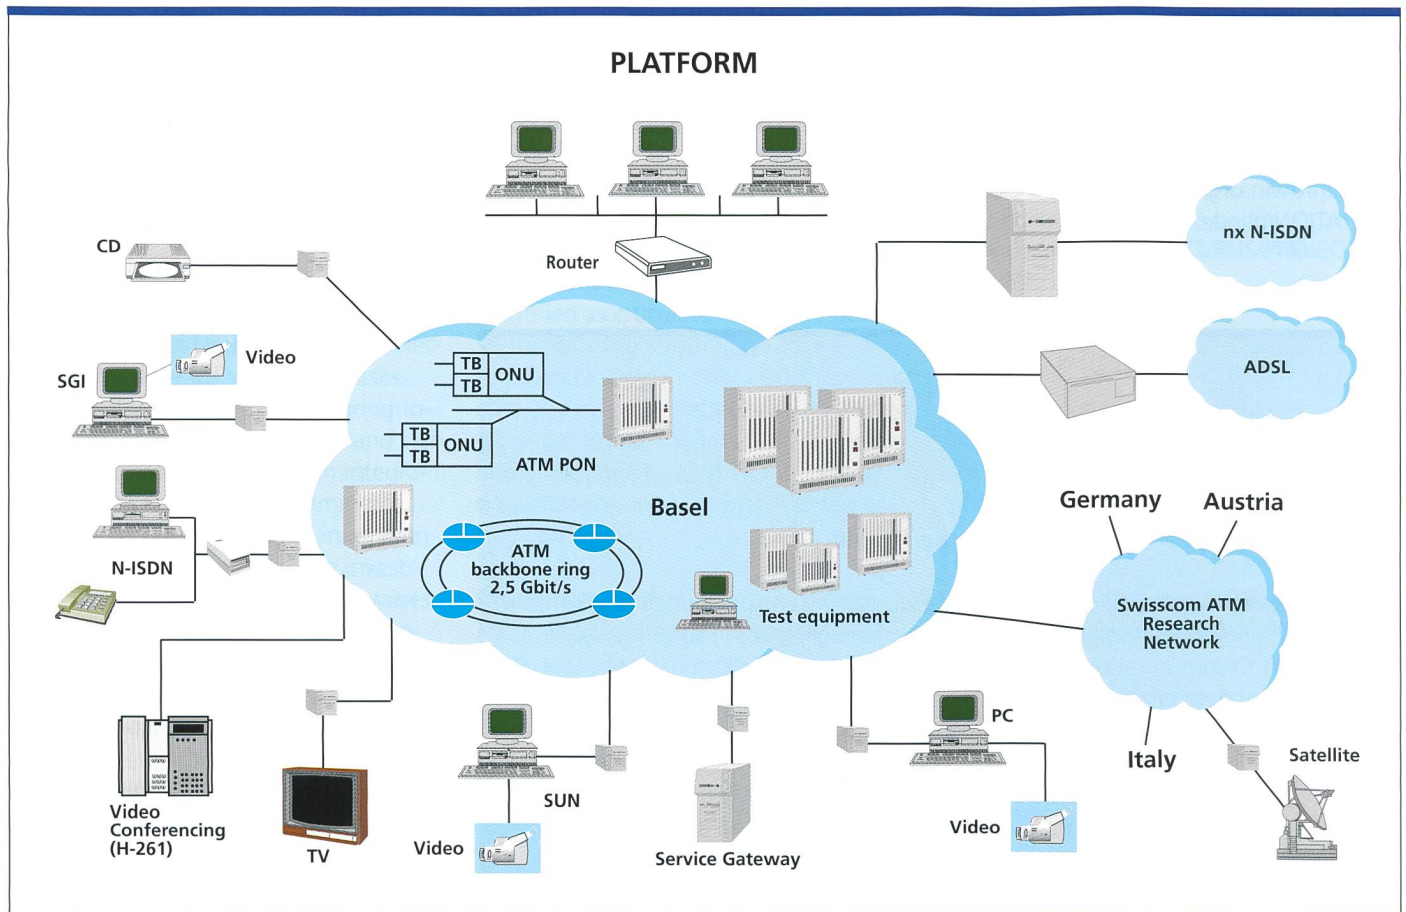 PLATFORM
CD
Router
nx N-ISDN
Video
SGI
TB
TB
ONU
ADSL
TB
TB
ONU
ATM PON
Basel
Germany
Austria
N-ISDN
ATM
backbone ring
2,5 Gbit/s
Test equipment
Swisscom ATM
Research
Network
PC
Italy
Satellite
SUN
Video
Conferencing
(H-261)
TV
Video
Service Gateway
Video